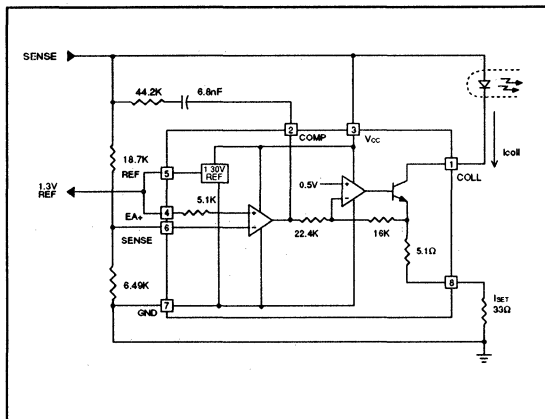 SENSE
44.2K 6.8nF
2 COMP
3 VCC
Icoll
18.7K
REF
5
1.30V
REF
1
COLL
1.3V
REF
0.5V
5.1K
4
EA+
6
SENSE
22.4K
16K
5.1Ω
8
6.49K
7
GND
ISET
33Ω
+
−
+
−